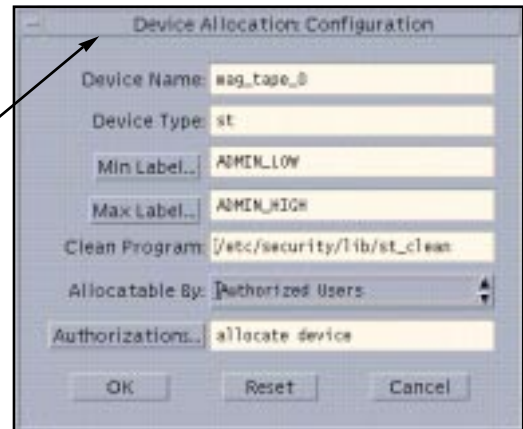 Device Allocation: Configuration
Device Name: mag_tape_0
Device Type: st
Min Label... ADMIN_LOW
Max Label... ADMIN_HIGH
Clean Program: /etc/security/lib/st_clean
Allocatable By: Authorized Users
Authorizations... allocate device
OK Reset Cancel